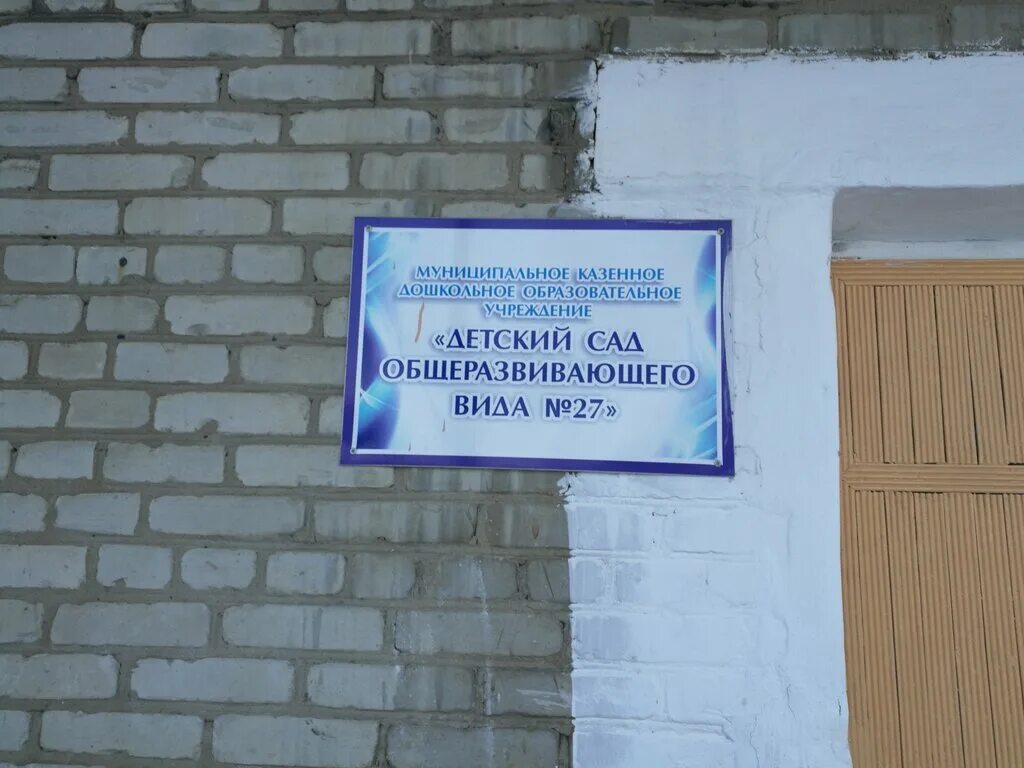 МУНИЦИПАЛЬНОЕ КАЗЕННОЕ
ДОШКОЛЬНОЕ ОБРАЗОВАТЕЛЬНОЕ
УЧРЕЖДЕНИЕ
«ДЕТСКИЙ САД
ОБЩЕРАЗВИВАЮЩЕГО
ВИДА №27»